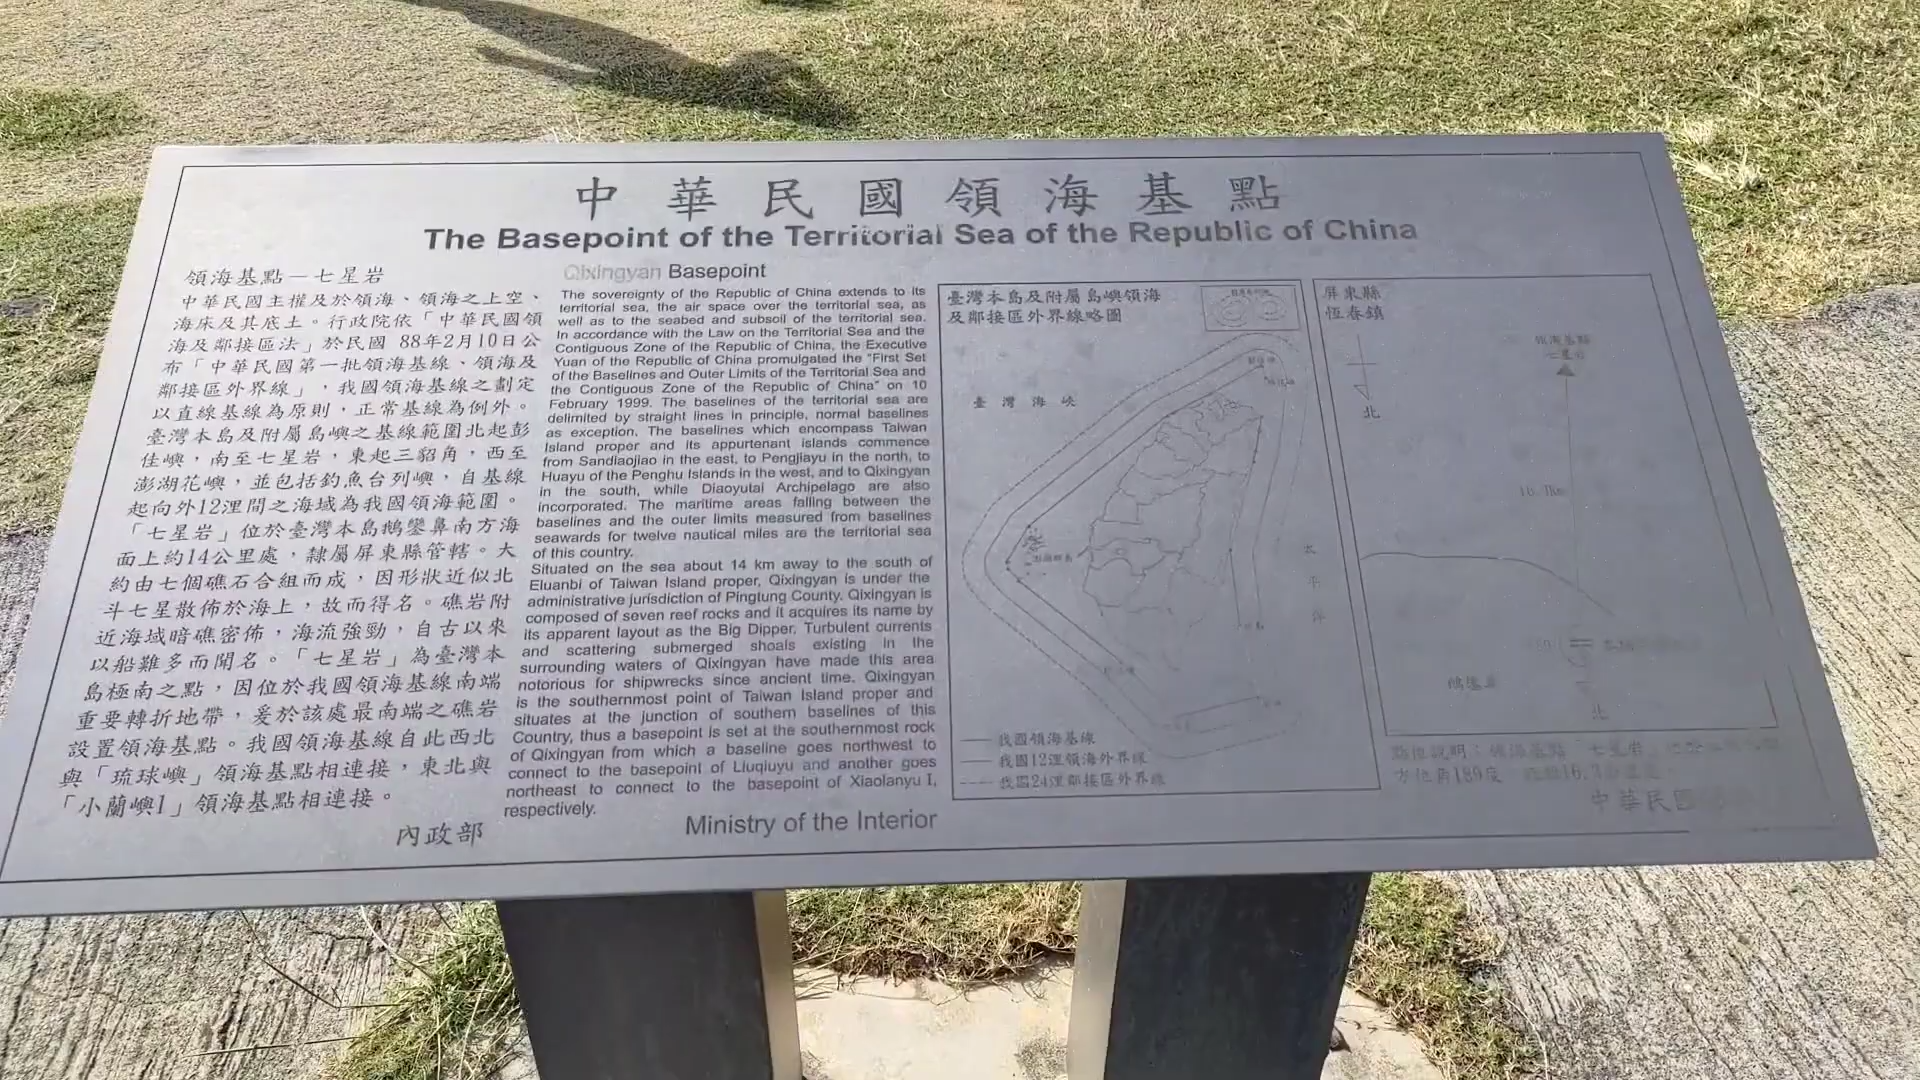 中華民國領海基點
The Basepoint of the Territorial Sea of the Republic of China
領海基點—七星岩
中華民國主權及於領海、領海之上空、
海床及其底土。行政院依「中華民國領
海及鄰接區法」於民國 88年2月10日公
布「中華民國第一批領海基線、領海及
鄰接區外界線」，我國領海基線之劃定
以直線基線為原則，正常基線為例外。
臺灣本島及附屬島嶼之基線範圍北起彭
佳嶼，南至七星岩，東起三貂角，西至
澎湖花嶼，並包括釣魚台列嶼，自基線
起向外12浬間之海域為我國領海範圍。
「七星岩」位於臺灣本島鵝鑾鼻南方海
面上約14公里處，隸屬屏東縣管轄。大
約由七個礁石合組而成，因形狀近似北
斗七星散佈於海上，故而得名。礁岩附
近海域暗礁密佈，海流強勁，自古以來
以船難多而聞名。「七星岩」為臺灣本
島極南之點，因位於我國領海基線南端
重要轉折地帶，爰於該處最南端之礁岩
設置領海基點。我國領海基線自此西北
與「琉球嶼」領海基點相連接，東北與
「小蘭嶼1」領海基點相連接。
內政部
Qixingyan Basepoint
The sovereignty of the Republic of China extends to its
territorial sea, the air space over the territorial sea, as
well as to the seabed and subsoil of the territorial sea.
In accordance with the Law on the Territorial Sea and the
Contiguous Zone of the Republic of China, the Executive
Yuan of the Republic of China promulgated the "First Set
of the Baselines and Outer Limits of the Territorial Sea and
the Contiguous Zone of the Republic of China" on 10
February 1999. The baselines of the territorial sea are
delimited by straight lines in principle, normal baselines
as exception. The baselines which encompass Taiwan
Island proper and its appurtenant islands commence
from Sandiaojiao in the east, to Pengjiayu in the north, to
Huayu of the Penghu Islands in the west, and to Qixingyan
in the south, while Diaoyutai Archipelago are also
incorporated. The maritime areas falling between the
baselines and the outer limits measured from baselines
seawards for twelve nautical miles are the territorial sea
of this country.
Situated on the sea about 14 km away to the south of
Eluanbi of Taiwan Island proper, Qixingyan is under the
administrative jurisdiction of Pingtung County. Qixingyan is
composed of seven reef rocks and it acquires its name by
its apparent layout as the Big Dipper. Turbulent currents
and scattering submerged shoals existing in the
surrounding waters of Qixingyan have made this area
notorious for shipwrecks since ancient time. Qixingyan
is the southernmost point of Taiwan Island proper and
situates at the junction of southern baselines of this
Country, thus a basepoint is set at the southernmost rock
of Qixingyan from which a baseline goes northwest to
connect to the basepoint of Liuqiuyu and another goes
northeast to connect to the basepoint of Xiaolanyu I,
respectively.
Ministry of the Interior
臺灣本島及附屬島嶼領海
及鄰接區外界線略圖
臺灣海峽
太平洋
我國領海基線
我國12浬領海外界線
我國24浬鄰接區外界線
屏東縣
恆春鎮
北
領海基點
七星岩
鵝鑾鼻
北
點位說明：領海基點「七星岩」
方位角189度
中華民國